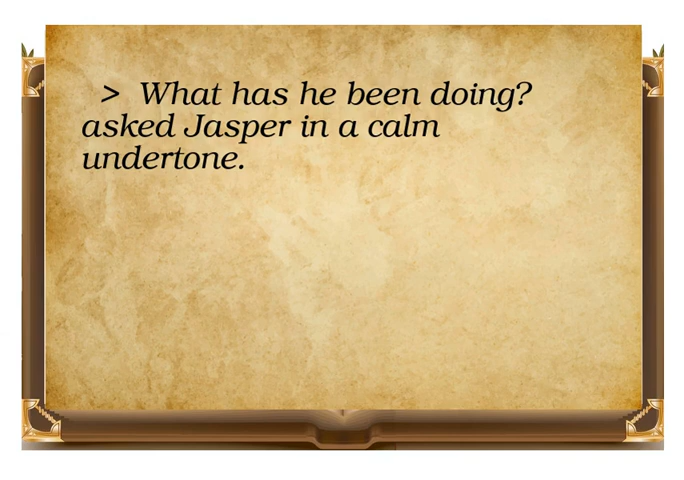 > What has he been doing?
asked Jasper in a calm
undertone.